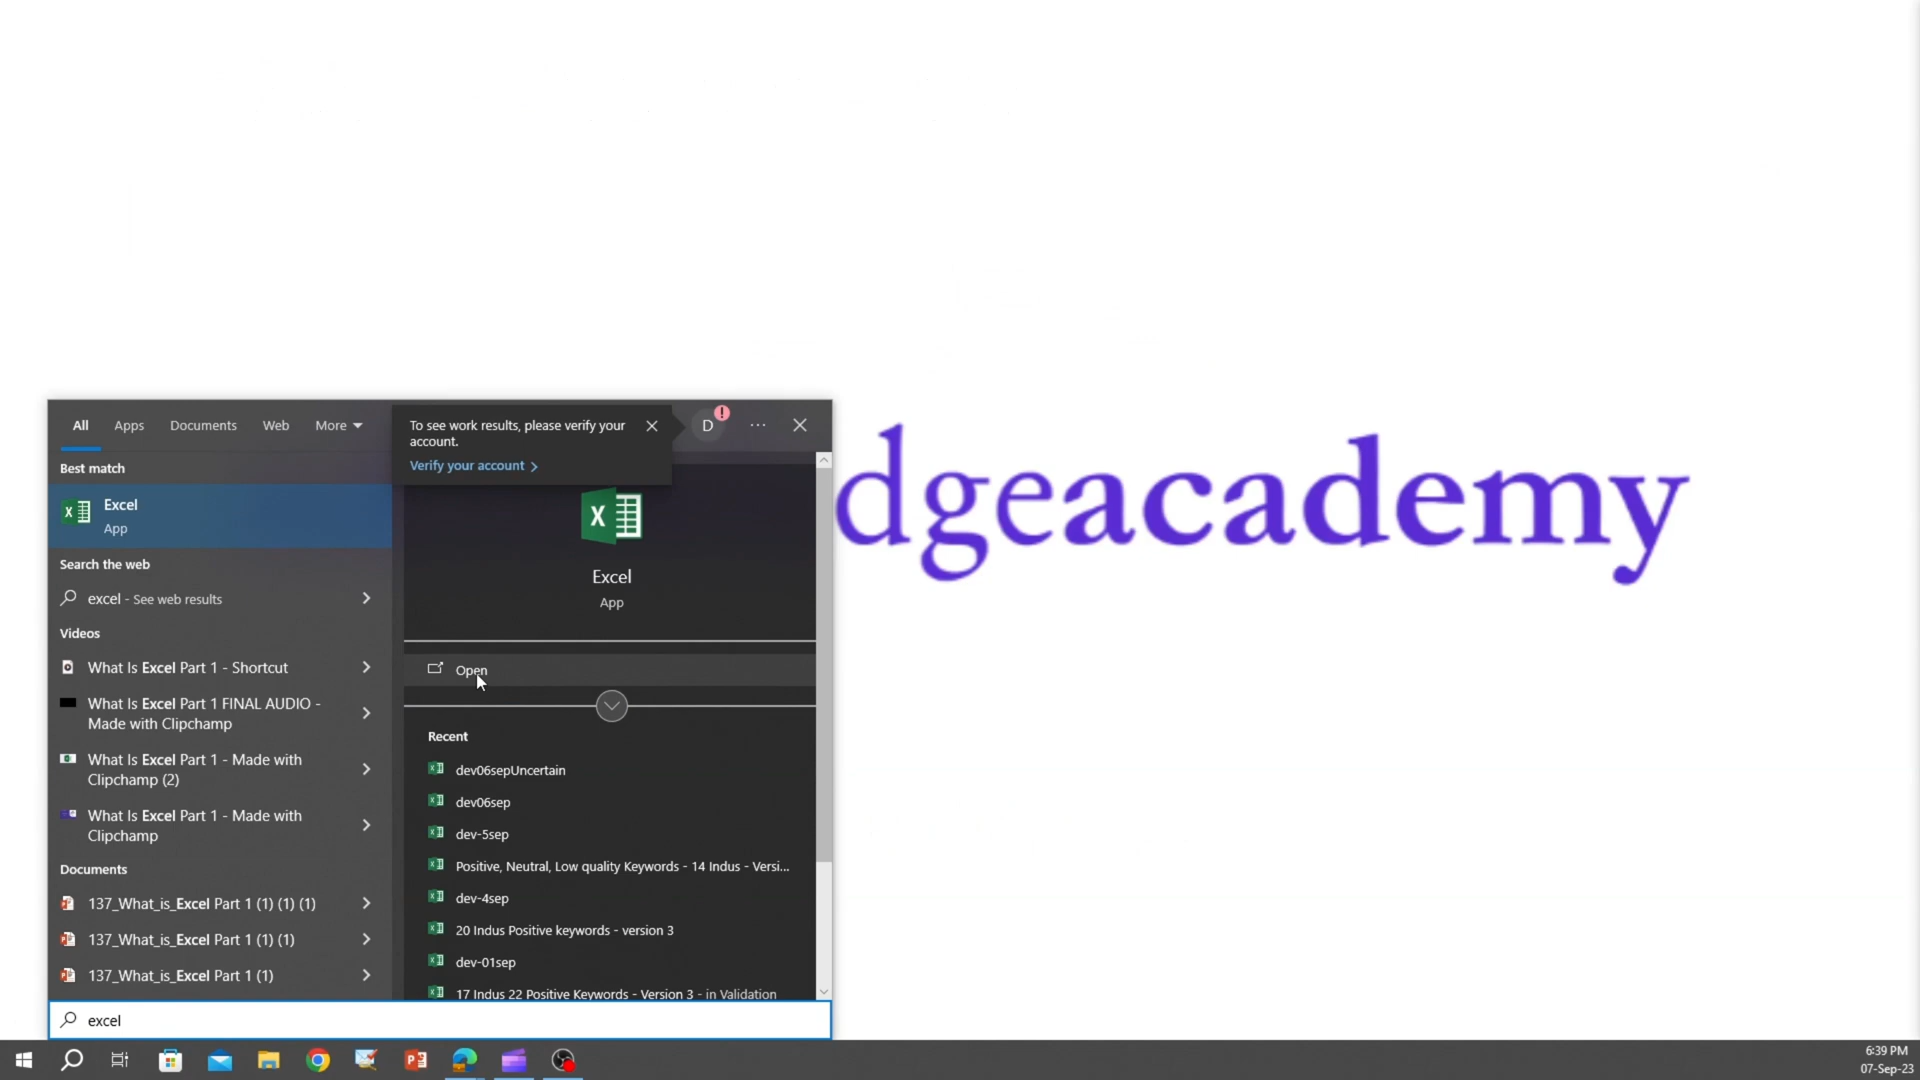 All Apps Documents Web More
To see work results, please verify your
account.
Verify your account
D
!
Best match
Excel
App
Search the web
excel - See web results
Videos
What Is Excel Part 1 - Shortcut
What Is Excel Part 1 FINAL AUDIO -
Made with Clipchamp
What Is Excel Part 1 - Made with
Clipchamp (2)
What Is Excel Part 1 - Made with
Clipchamp
Documents
137_What_is_Excel Part 1 (1) (1) (1)
137_What_is_Excel Part 1 (1) (1)
137_What_is_Excel Part 1 (1)
Excel
App
Open
Recent
dev06sepUncertain
dev06sep
dev-5sep
Positive, Neutral, Low quality Keywords - 14 Indus - Versi...
dev-4sep
20 Indus Positive keywords - version 3
dev-01sep
17 Indus 22 Positive Keywords - Version 3 - in Validation
excel
dgeacademy
6:39 PM
07-Sep-23